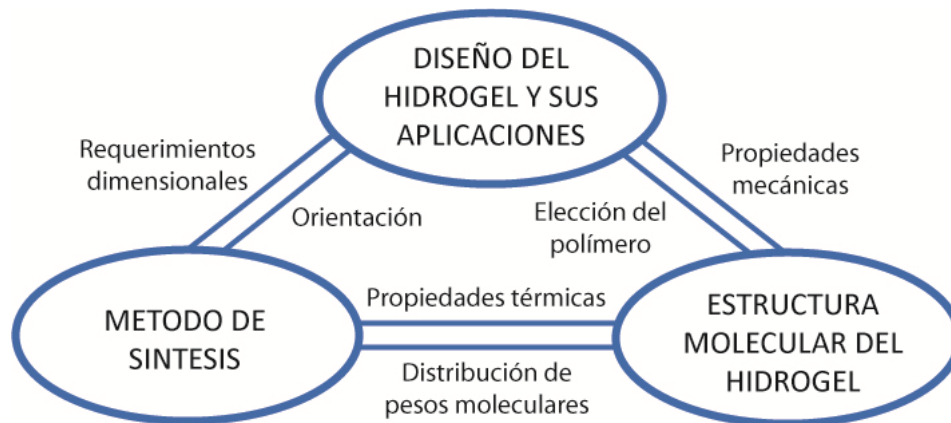 DISEÑO DEL
HIDROGEL Y SUS
APLICACIONES
Requerimientos
dimensionales
Propiedades
mecánicas
Orientación
Elección del
polímero
METODO DE
SINTESIS
Propiedades térmicas
Distribución de
pesos moleculares
ESTRUCTURA
MOLECULAR DEL
HIDROGEL